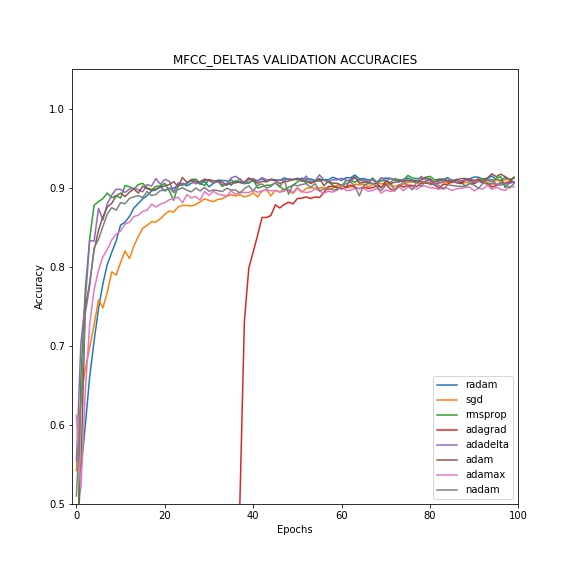 MFCC_DELTAS VALIDATION ACCURACIES
1.0
0.9
0.8
0.7
0.6
0.5
Accuracy
0 20 40 60 80 100
Epochs
radam
sgd
rmsprop
adagrad
adadelta
adam
adamax
nadam